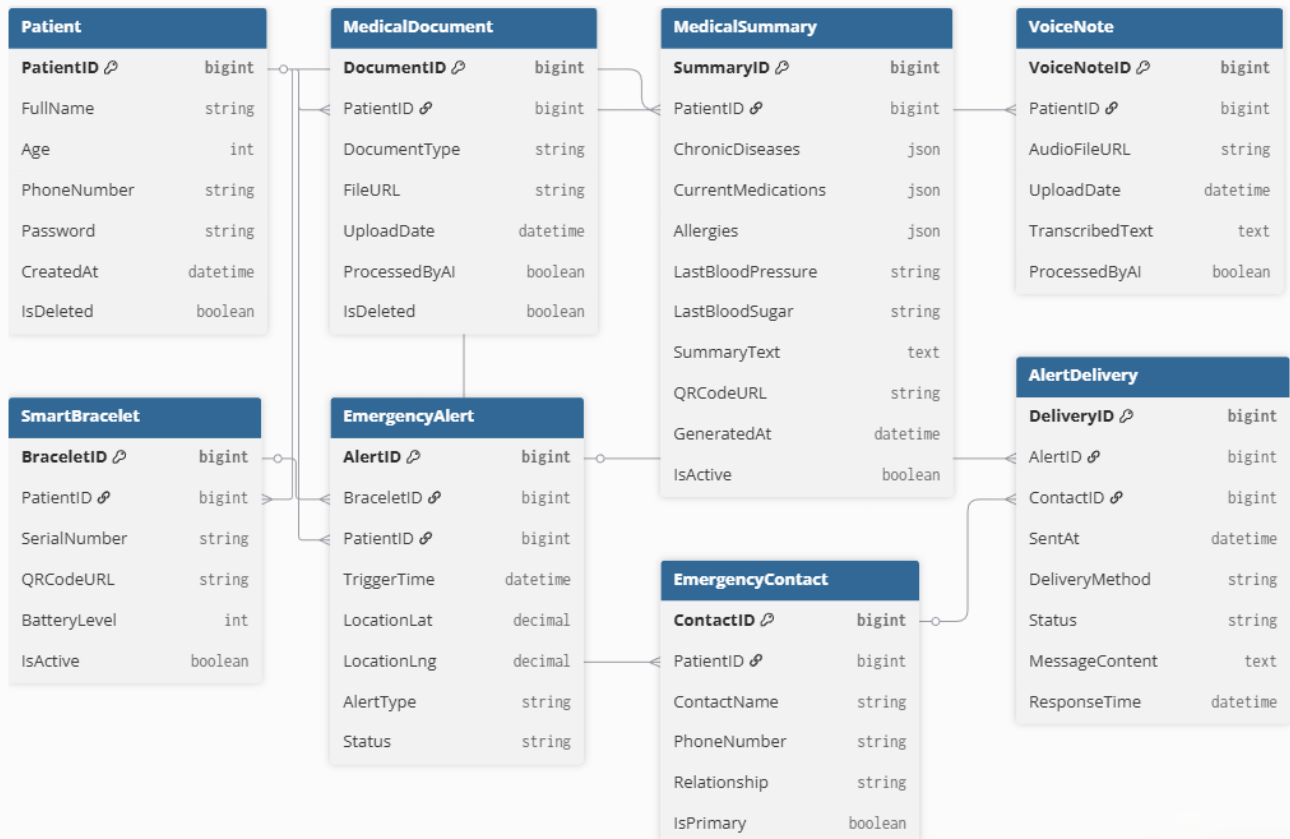 Patient
PatientID bigint
FullName string
Age int
PhoneNumber string
Password string
CreatedAt datetime
IsDeleted boolean
MedicalDocument
DocumentID bigint
PatientID bigint
DocumentType string
FileURL string
UploadDate datetime
ProcessedByAI boolean
IsDeleted boolean
MedicalSummary
SummaryID bigint
PatientID bigint
ChronicDiseases json
CurrentMedications json
Allergies json
LastBloodPressure string
LastBloodSugar string
SummaryText text
QRCodeURL string
GeneratedAt datetime
IsActive boolean
VoiceNote
VoiceNoteID bigint
PatientID bigint
AudioFileURL string
UploadDate datetime
TranscribedText text
ProcessedByAI boolean
SmartBracelet
BraceletID bigint
PatientID bigint
SerialNumber string
QRCodeURL string
BatteryLevel int
IsActive boolean
EmergencyAlert
AlertID bigint
BraceletID bigint
PatientID bigint
TriggerTime datetime
LocationLat decimal
LocationLng decimal
AlertType string
Status string
EmergencyContact
ContactID bigint
PatientID bigint
ContactName string
PhoneNumber string
Relationship string
IsPrimary boolean
AlertDelivery
DeliveryID bigint
AlertID bigint
ContactID bigint
SentAt datetime
DeliveryMethod string
Status string
MessageContent text
ResponseTime datetime